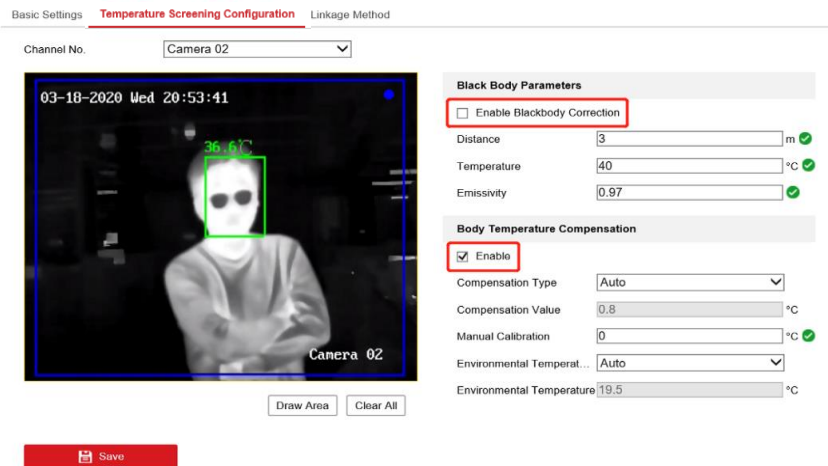 Basic Settings Temperature Screening Configuration Linkage Method
Channel No. Camera 02
03-18-2020 Wed 20:53:41
36.6℃
Camera 02
Draw Area Clear All
Save
Black Body Parameters
Enable Blackbody Correction
Distance 3 m
Temperature 40 °C
Emissivity 0.97
Body Temperature Compensation
Enable
Compensation Type Auto
Compensation Value 0.8 °C
Manual Calibration 0 °C
Environmental Temperat... Auto
Environmental Temperature 19.5 °C